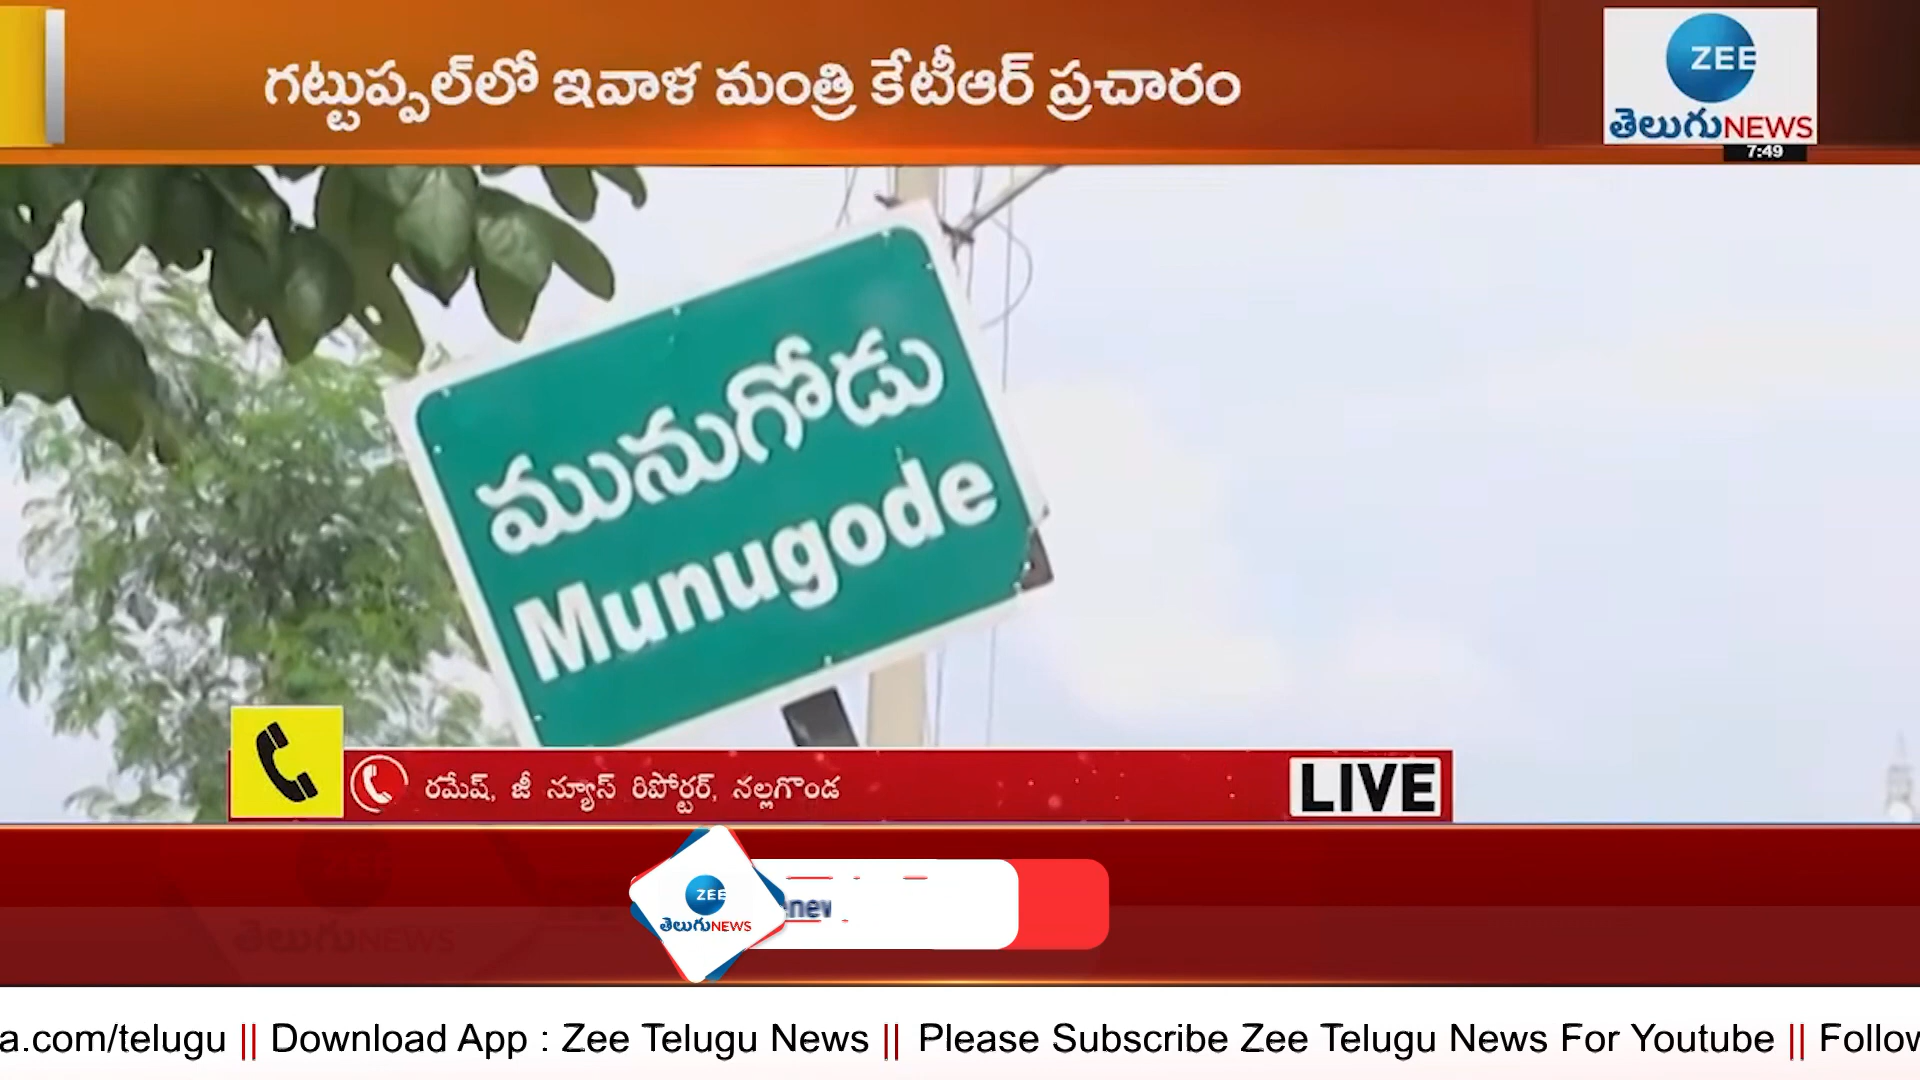 గట్టుప్పల్‌లో ఇవాళ మంత్రి కేటీఆర్ ప్రచారం
ZEE
తెలుగుNEWS
7:49
మునుగోడు
Munugode
రమేష్, జీ న్యూస్ రిపోర్టర్, నల్లగొండ
LIVE
ZEE
తెలుగుNEWS
a.com/telugu || Download App : Zee Telugu News || Please Subscribe Zee Telugu News For Youtube || Follow